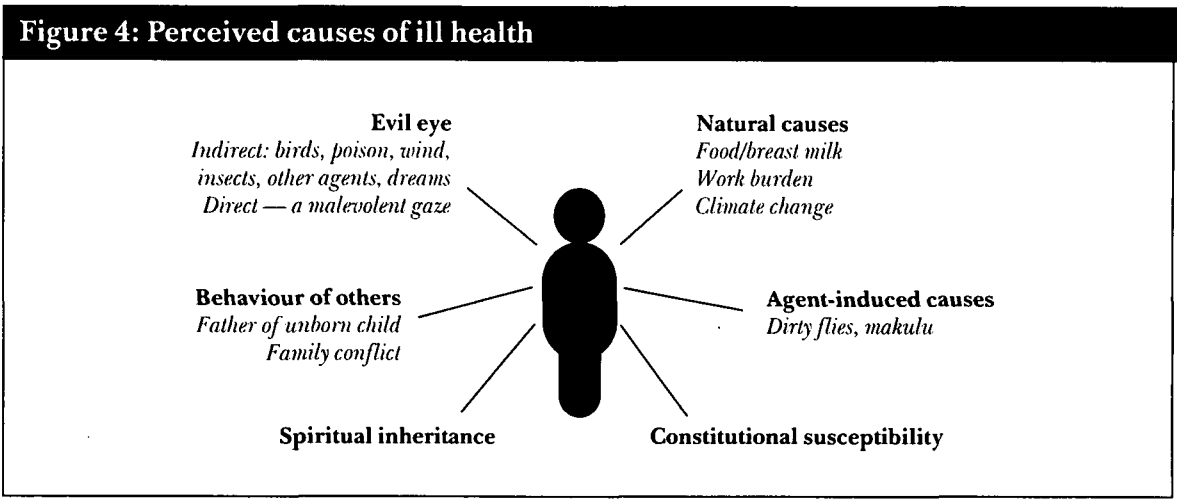 Figure 4: Perceived causes of ill health
Evil eye
Indirect: birds, poison, wind,
insects, other agents, dreams
Direct — a malevolent gaze
Natural causes
Food/breast milk
Work burden
Climate change
Behaviour of others
Father of unborn child
Family conflict
Agent-induced causes
Dirty flies, makulu
Spiritual inheritance
Constitutional susceptibility